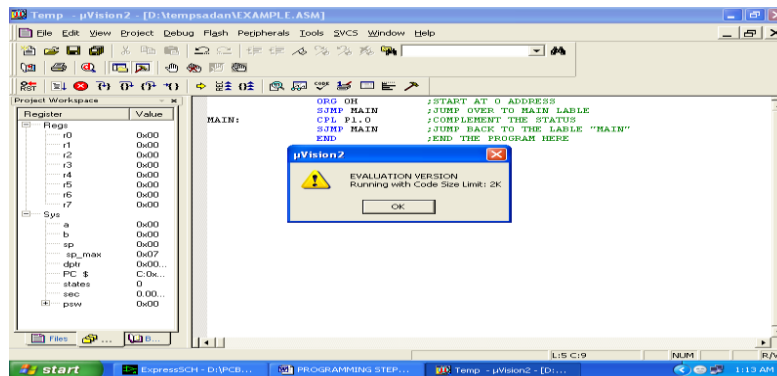 Temp - µVision2 - [D:\tempsadan\EXAMPLE.ASM]
File Edit View Project Debug Flash Peripherals Tools SVCS Window Help
RST
Project Workspace
Register Value
Regs
r0 0x00
r1 0x00
r2 0x00
r3 0x00
r4 0x00
r5 0x00
r6 0x00
r7 0x00
Sys
a 0x00
b 0x00
sp 0x00
sp_max 0x07
dptr 0x00...
PC $ C:0x...
states 0
sec 0.00...
psw 0x00
Files ... B...
ORG 0H ;START AT 0 ADDRESS
SJMP MAIN ;JUMP OVER TO MAIN LABLE
MAIN: CPL P1.0 ;COMPLEMENT THE STATUS
SJMP MAIN ;JUMP BACK TO THE LABLE "MAIN"
END ;END THE PROGRAM HERE
µVision2
EVALUATION VERSION
Running with Code Size Limit: 2K
OK
L:5 C:9 NUM R/W
start ExpressSCH - D:\PCB... PROGRAMMING STEP... Temp - µVision2 - [D:... 1:13 AM